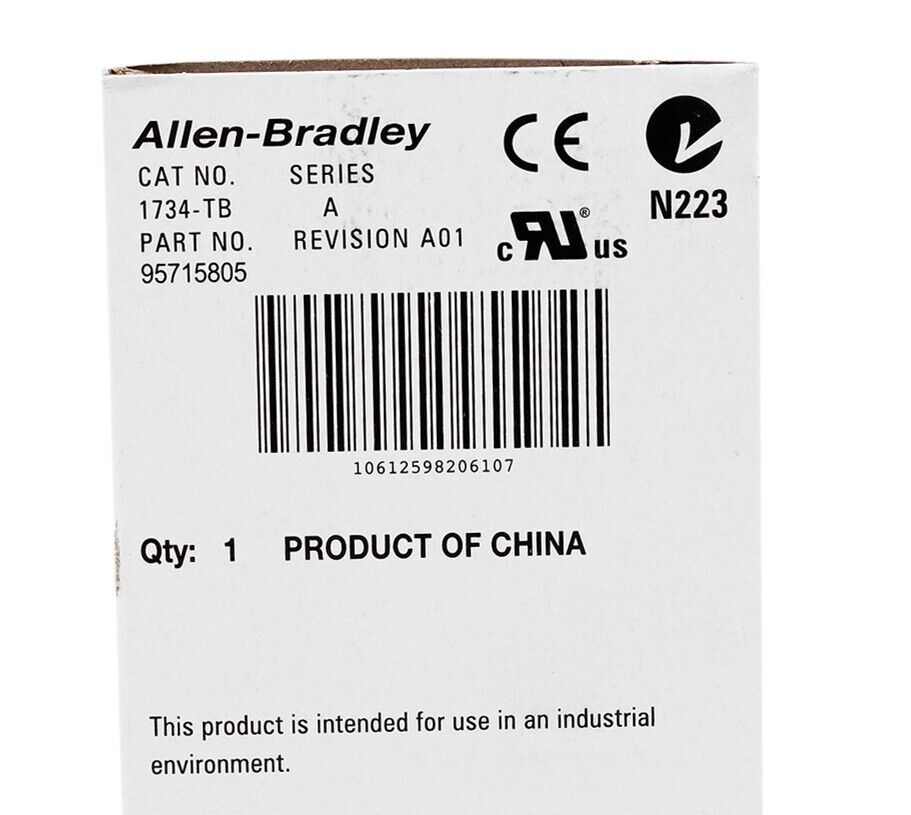 Allen-Bradley
CAT NO. SERIES
1734-TB A
PART NO. REVISION A01
95715805
CE
N223
c RU ® us
10612598206107
Qty: 1 PRODUCT OF CHINA
This product is intended for use in an industrial
environment.